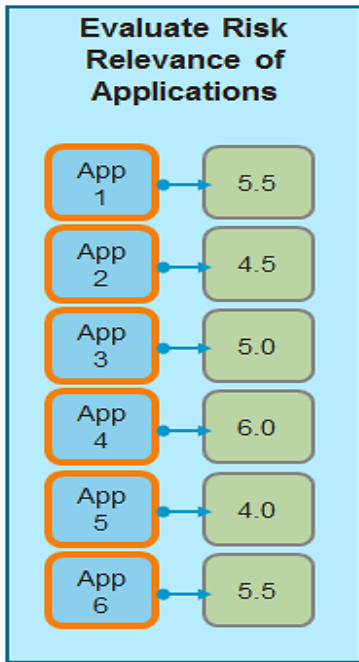 Evaluate Risk
Relevance of
Applications
App
1
5.5
App
2
4.5
App
3
5.0
App
4
6.0
App
5
4.0
App
6
5.5